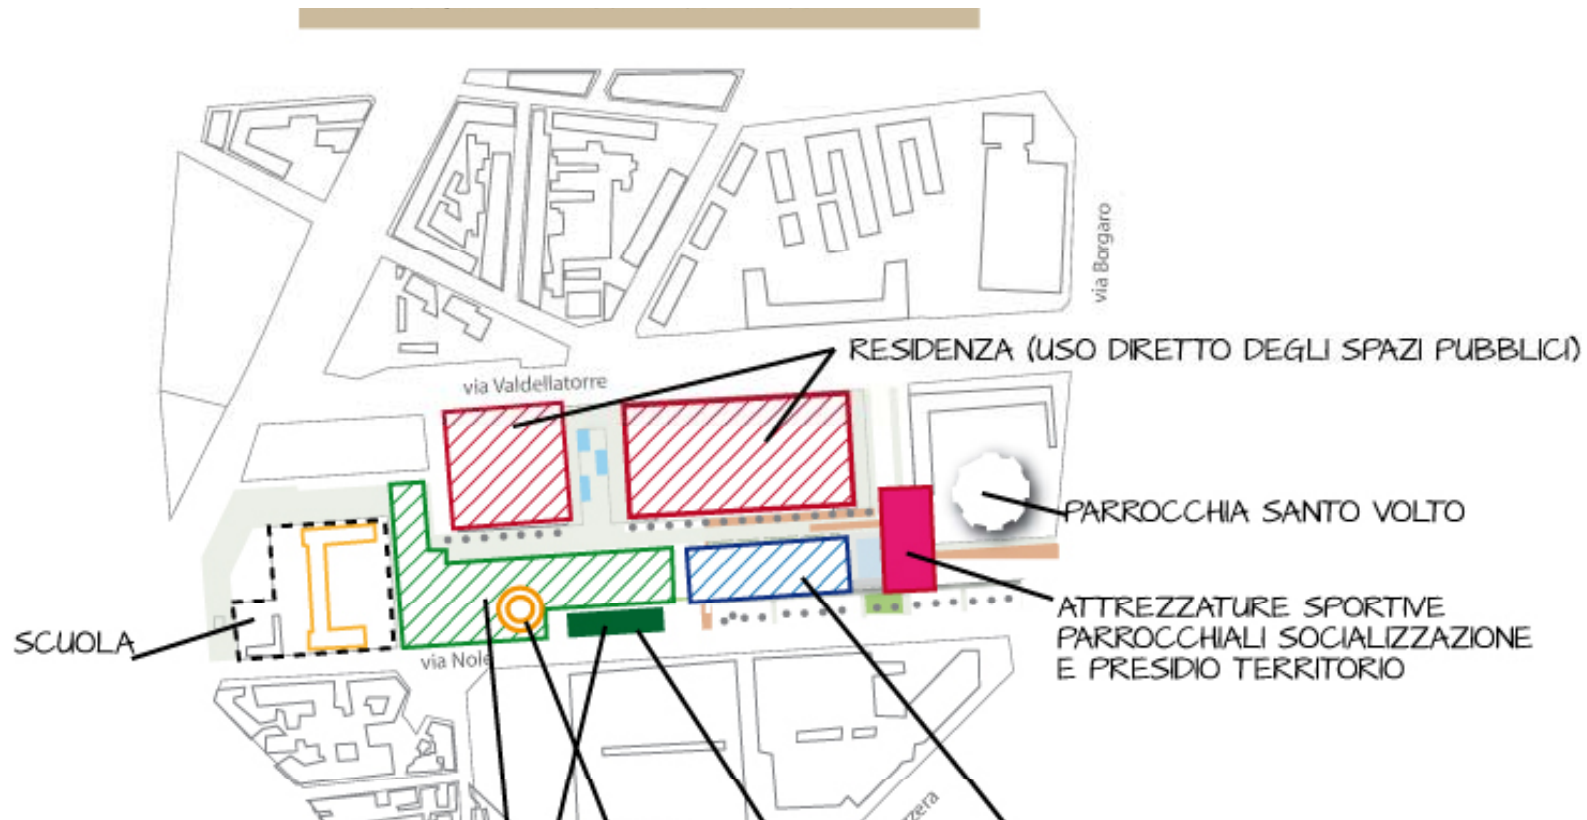 via Borgaro
RESIDENZA (USO DIRETTO DEGLI SPAZI PUBBLICI)
via Valdellatorre
PARROCCHIA SANTO VOLTO
ATTREZZATURE SPORTIVE
PARROCCHIALI SOCIALIZZAZIONE
E PRESIDIO TERRITORIO
SCUOLA
via Nole